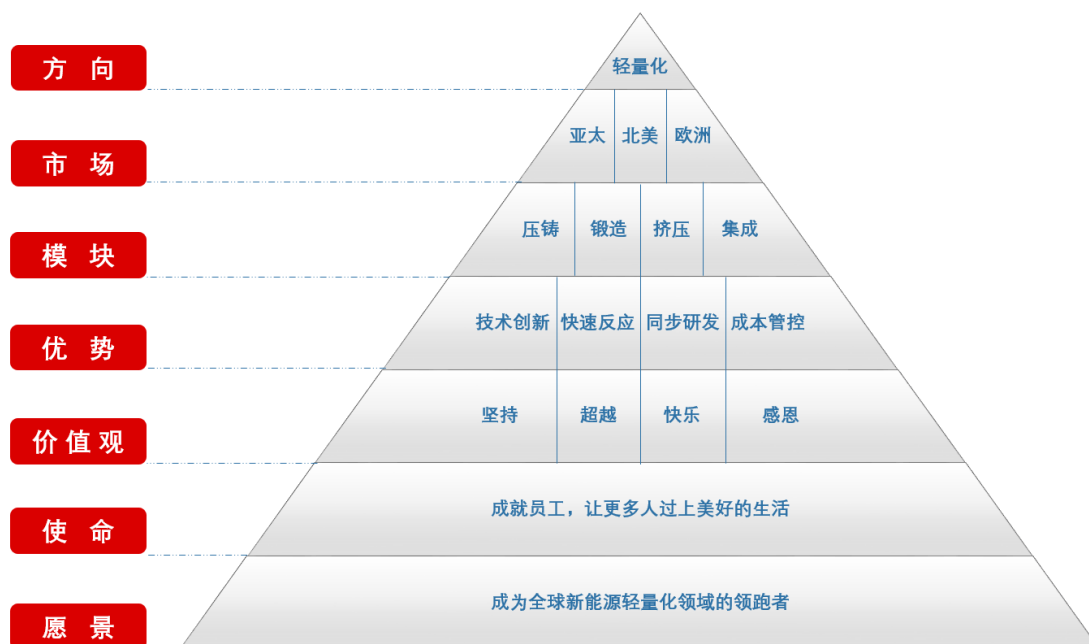 方向
轻量化
市场
亚太 北美 欧洲
模块
压铸 锻造 挤压 集成
优势
技术创新 快速反应 同步研发 成本管控
价值观
坚持 超越 快乐 感恩
使命
成就员工，让更多人过上美好的生活
愿景
成为全球新能源轻量化领域的领跑者